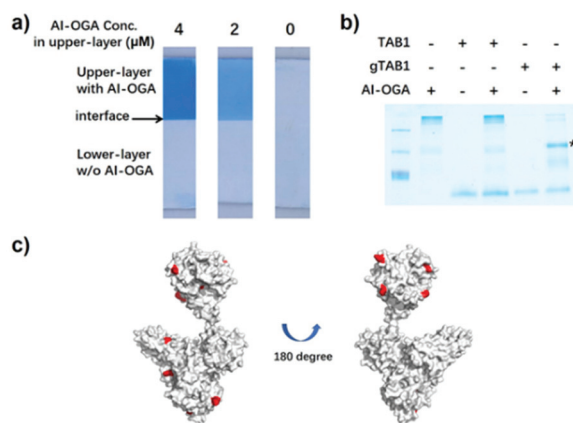 a)
AI-OGA Conc.
in upper-layer (μM)
4 2 0
Upper-layer
with AI-OGA
interface
Lower-layer
w/o AI-OGA
b)
TAB1 - + + - -
gTAB1 - - - + +
AI-OGA + - + - +
*
c)
180 degree